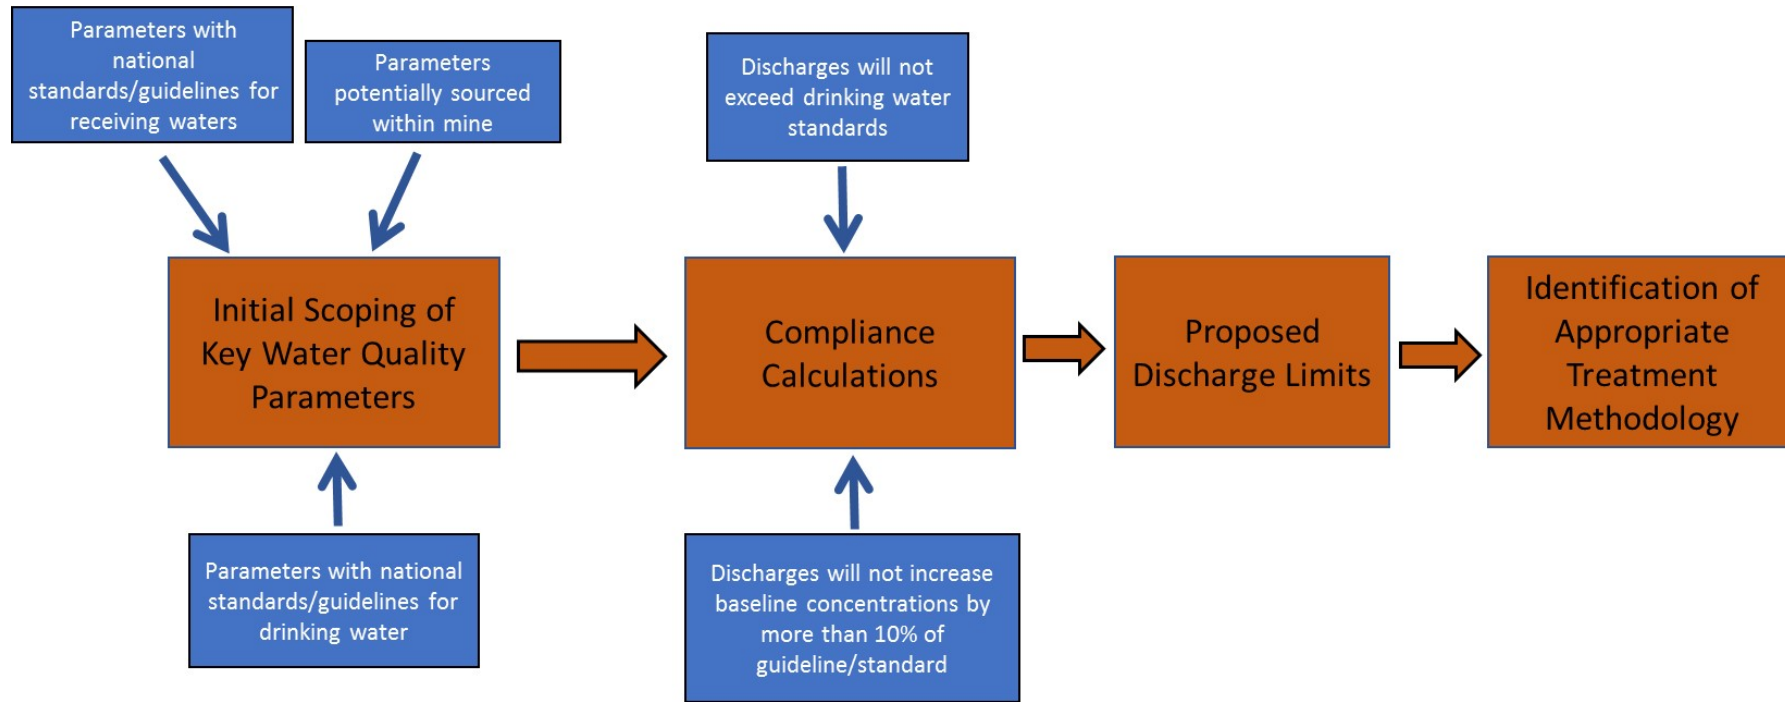 Parameters with
national
standards/guidelines for
receiving waters
Parameters
potentially sourced
within mine
Discharges will not
exceed drinking water
standards
Initial Scoping of
Key Water Quality
Parameters
Compliance
Calculations
Proposed
Discharge Limits
Identification of
Appropriate
Treatment
Methodology
Parameters with national
standards/guidelines for
drinking water
Discharges will not increase
baseline concentrations by
more than 10% of
guideline/standard